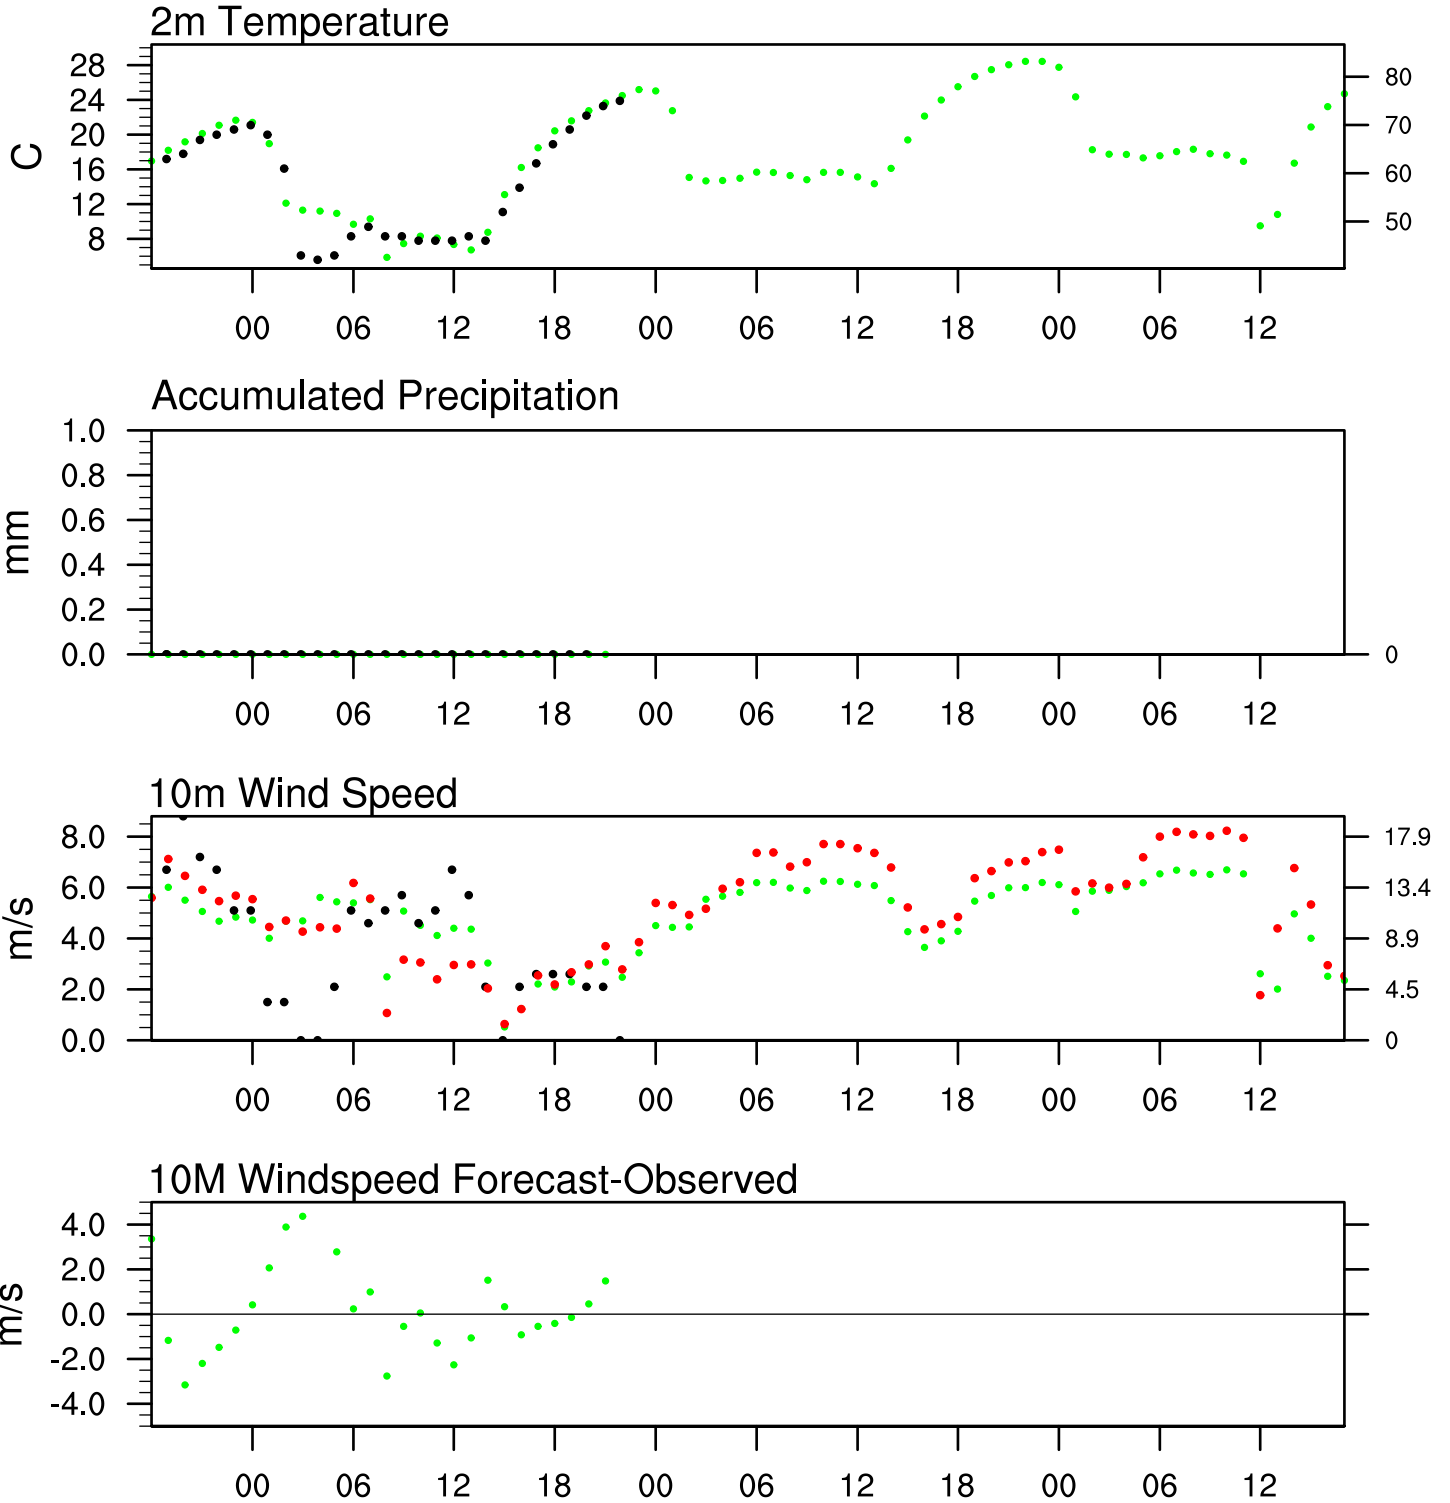 2m Temperature
28
24
20
16
12
8
C
80
70
60
50
00 06 12 18 00 06 12 18 00 06 12
Accumulated Precipitation
1.0
0.8
0.6
0.4
0.2
0.0
mm
0
00 06 12 18 00 06 12 18 00 06 12
10m Wind Speed
8.0
6.0
4.0
2.0
0.0
m/s
17.9
13.4
8.9
4.5
0
00 06 12 18 00 06 12 18 00 06 12
10M Windspeed Forecast-Observed
4.0
2.0
0.0
-2.0
-4.0
m/s
00 06 12 18 00 06 12 18 00 06 12